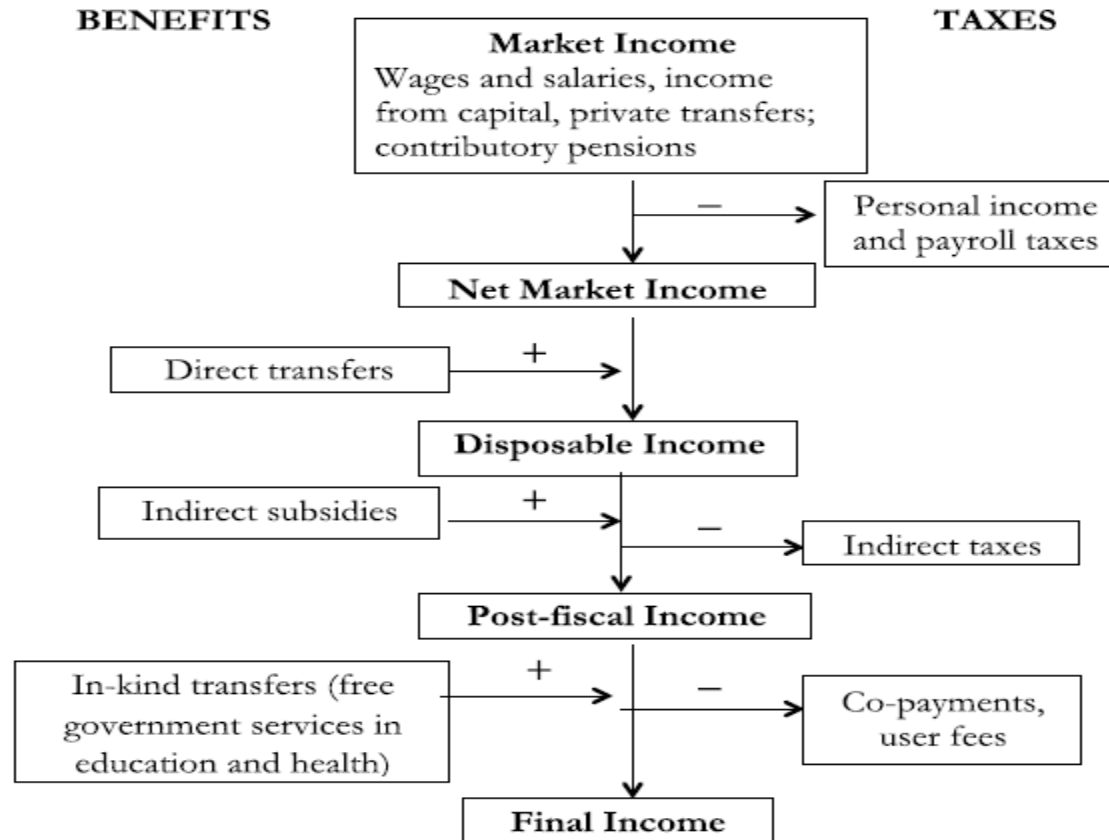 BENEFITS
TAXES
Market Income
Wages and salaries, income
from capital, private transfers;
contributory pensions
–
Personal income
and payroll taxes
Net Market Income
+
Direct transfers
Disposable Income
+
Indirect subsidies
–
Indirect taxes
Post-fiscal Income
+
In-kind transfers (free
government services in
education and health)
–
Co-payments,
user fees
Final Income